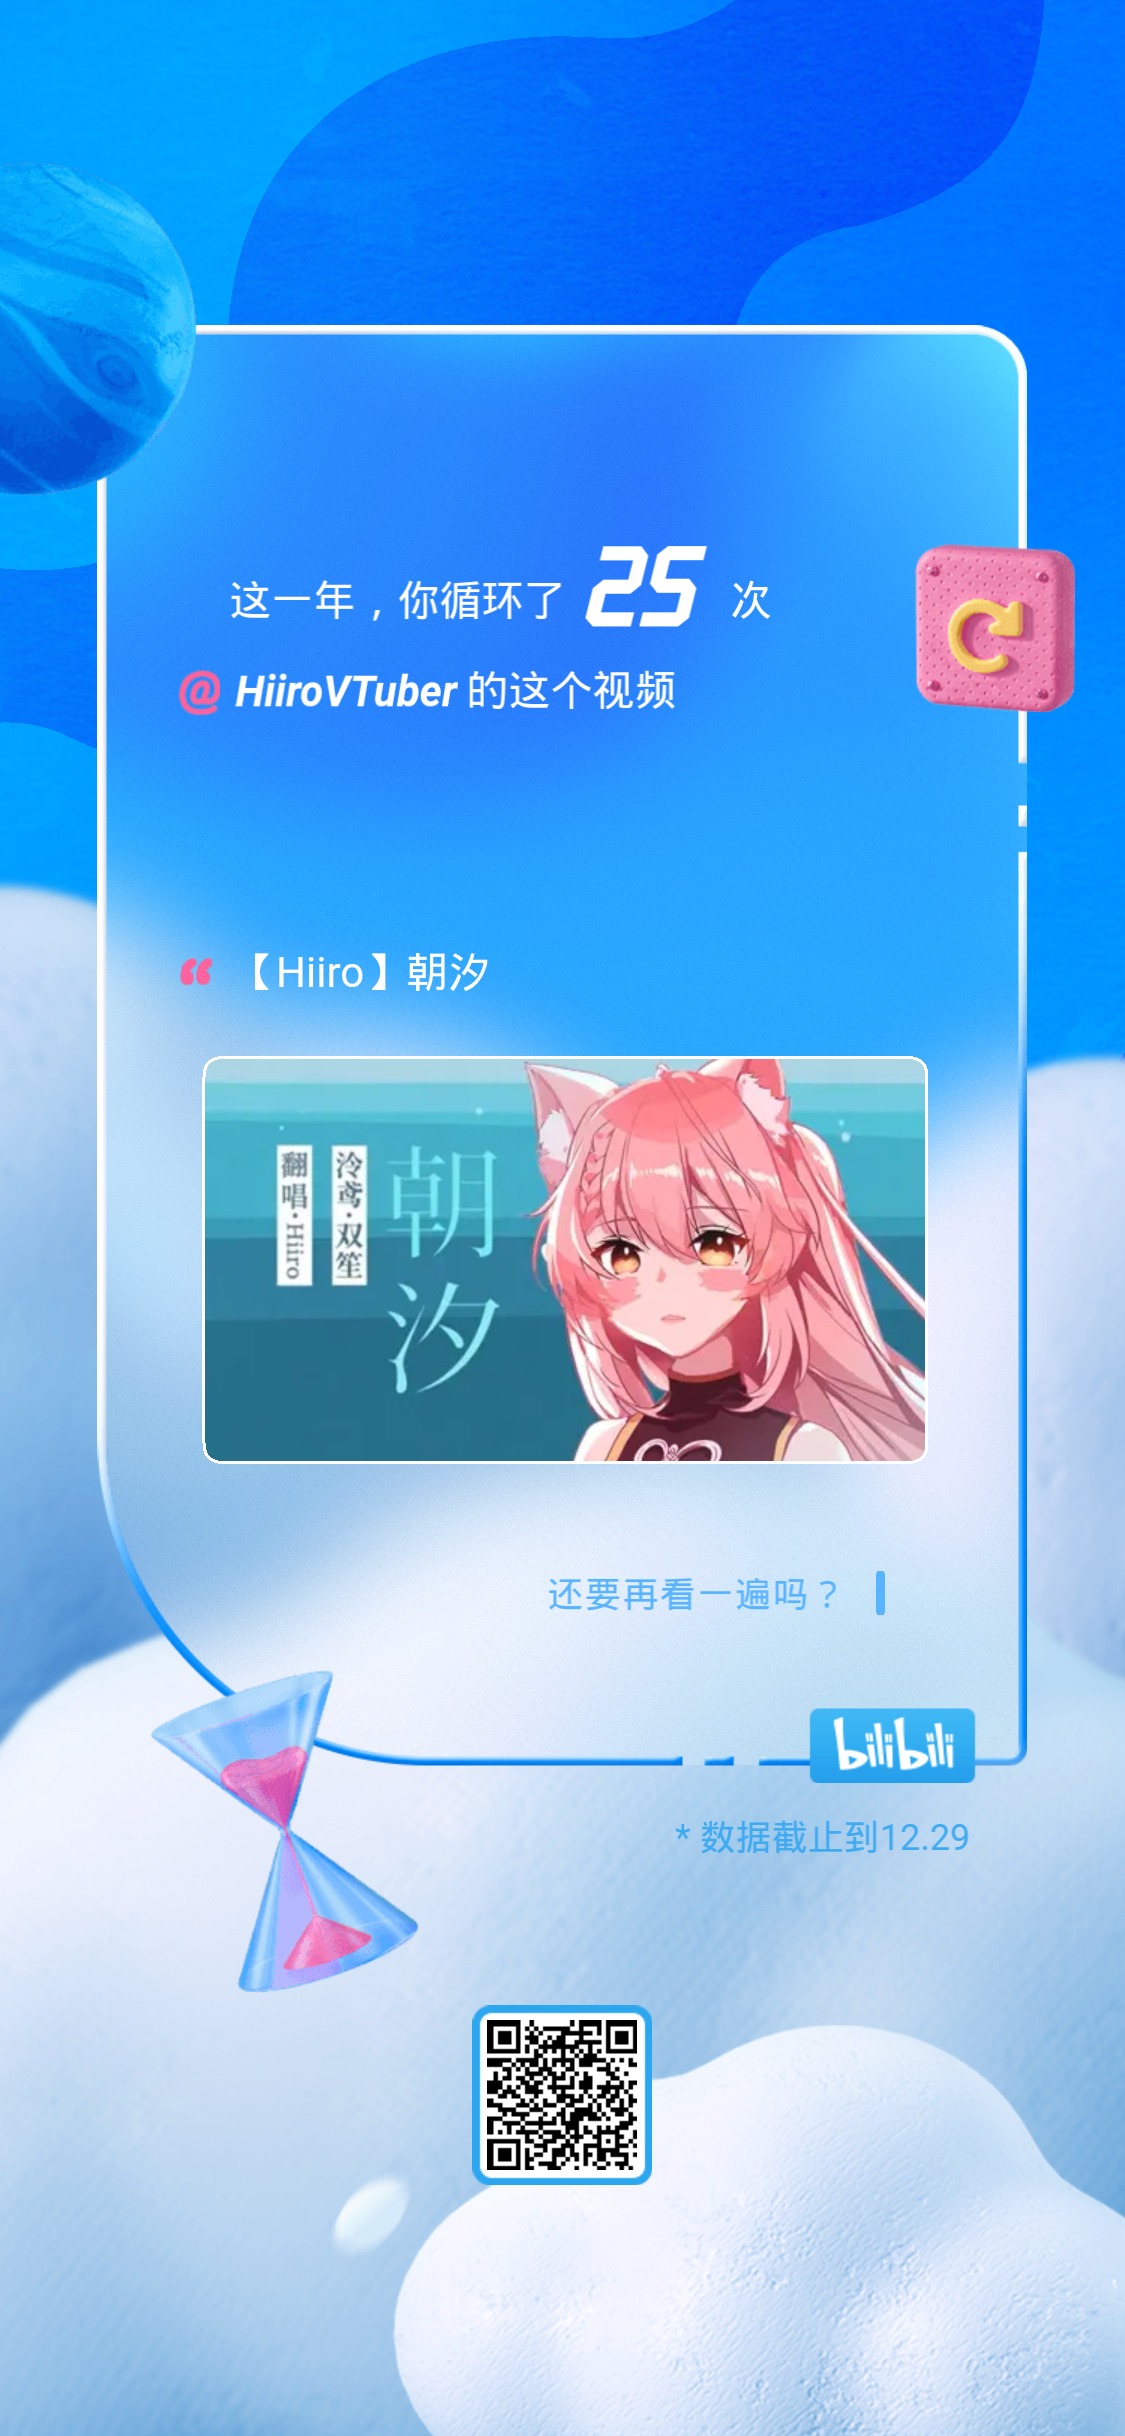 这一年，你循环了 25 次
@ HiiroVTuber 的这个视频
“ 【Hiiro】朝汐
朝汐
泠鸢·双笙
翻唱·Hiiro
还要再看一遍吗？
bilibili
* 数据截止到12.29